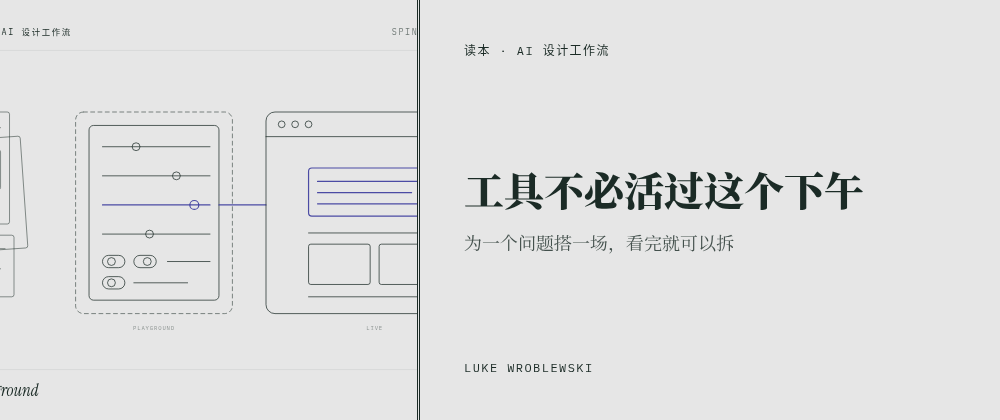 AI 设计工作流
SPIN
PLAYGROUND
LIVE
round
读本 · AI 设计工作流
工具不必活过这个下午
为一个问题搭一场，看完就可以拆
LUKE WROBLEWSKI